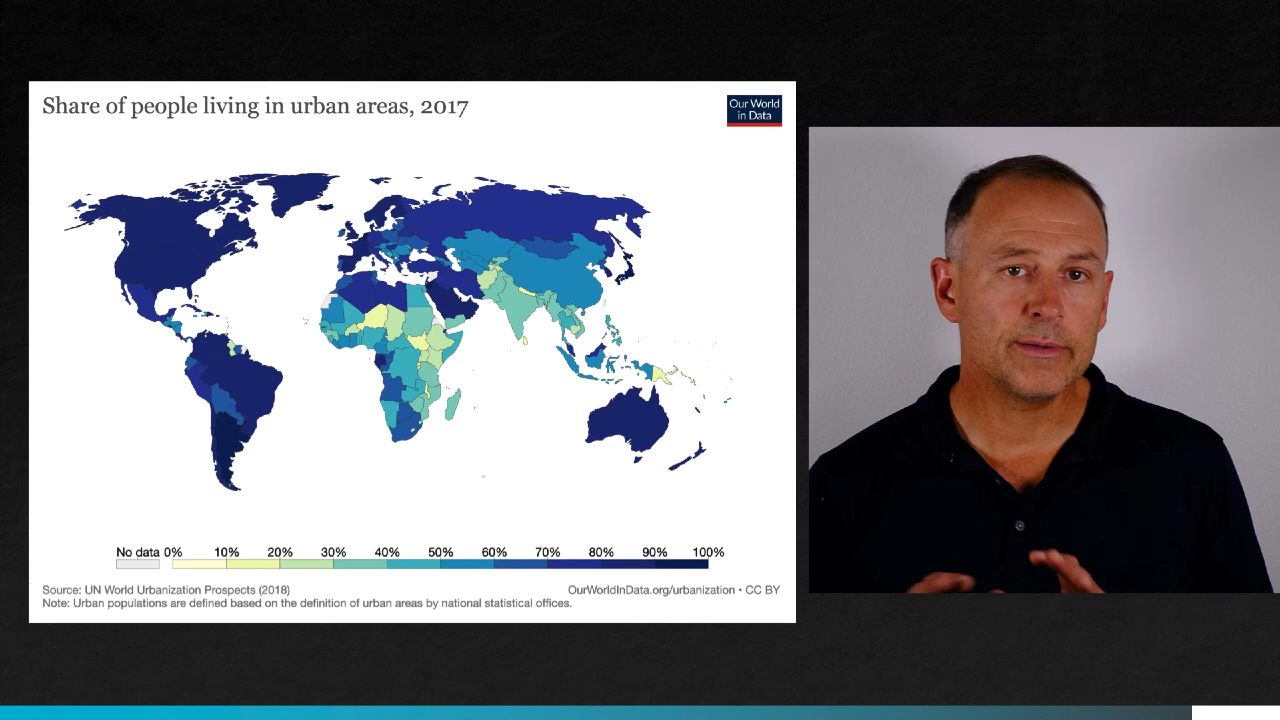 Share of people living in urban areas, 2017
Our World
in Data
No data 0% 10% 20% 30% 40% 50% 60% 70% 80% 90% 100%
Source: UN World Urbanization Prospects (2018)
OurWorldInData.org/urbanization • CC BY
Note: Urban populations are defined based on the definition of urban areas by national statistical offices.